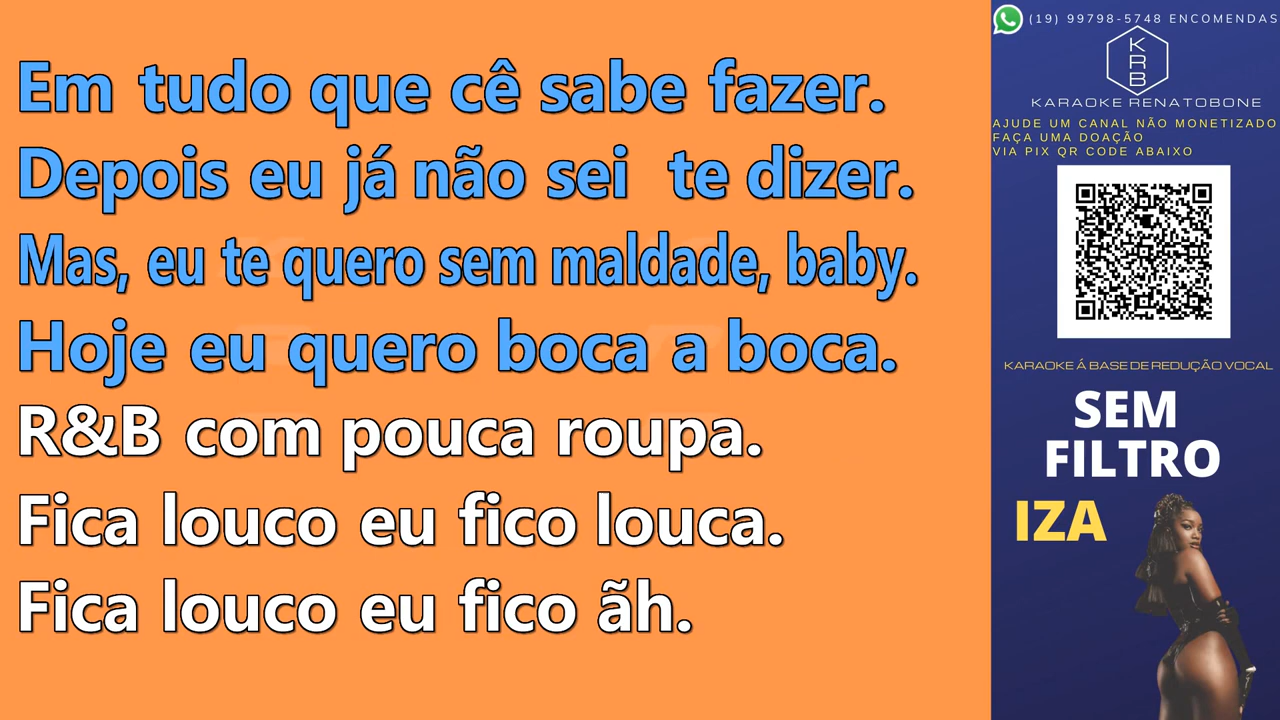 Em tudo que cê sabe fazer.
Depois eu já não sei te dizer.
Mas, eu te quero sem maldade, baby.
Hoje eu quero boca a boca.
R&B com pouca roupa.
Fica louco eu fico louca.
Fica louco eu fico ãh.
(19) 99798-5748 ENCOMENDAS
K
R
B
KARAOKE RENATOBONE
AJUDE UM CANAL NÃO MONETIZADO
FAÇA UMA DOAÇÃO
VIA PIX QR CODE ABAIXO
KARAOKE Á BASE DE REDUÇÃO VOCAL
SEM
FILTRO
IZA